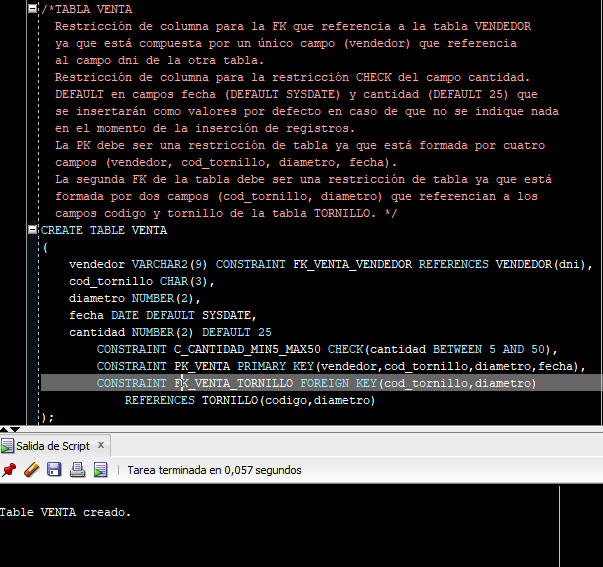 /*TABLA VENTA
Restricción de columna para la FK que referencia a la tabla VENDEDOR
ya que está compuesta por un único campo (vendedor) que referencia
al campo dni de la otra tabla.
Restricción de columna para la restricción CHECK del campo cantidad.
DEFAULT en campos fecha (DEFAULT SYSDATE) y cantidad (DEFAULT 25) que
se insertarán como valores por defecto en caso de que no se indique nada
en el momento de la inserción de registros.
La PK debe ser una restricción de tabla ya que está formada por cuatro
campos (vendedor, cod_tornillo, diametro, fecha).
La segunda FK de la tabla debe ser una restricción de tabla ya que está
formada por dos campos (cod_tornillo, diametro) que referencian a los
campos codigo y tornillo de la tabla TORNILLO. */
CREATE TABLE VENTA
(
vendedor VARCHAR2(9) CONSTRAINT FK_VENTA_VENDEDOR REFERENCES VENDEDOR(dni),
cod_tornillo CHAR(3),
diametro NUMBER(2),
fecha DATE DEFAULT SYSDATE,
cantidad NUMBER(2) DEFAULT 25
CONSTRAINT C_CANTIDAD_MIN5_MAX50 CHECK(cantidad BETWEEN 5 AND 50),
CONSTRAINT PK_VENTA PRIMARY KEY(vendedor,cod_tornillo,diametro,fecha),
CONSTRAINT FK_VENTA_TORNILLO FOREIGN KEY(cod_tornillo,diametro)
REFERENCES TORNILLO(codigo,diametro)
);
Salida de Script x
Tarea terminada en 0,057 segundos
Table VENTA creado.